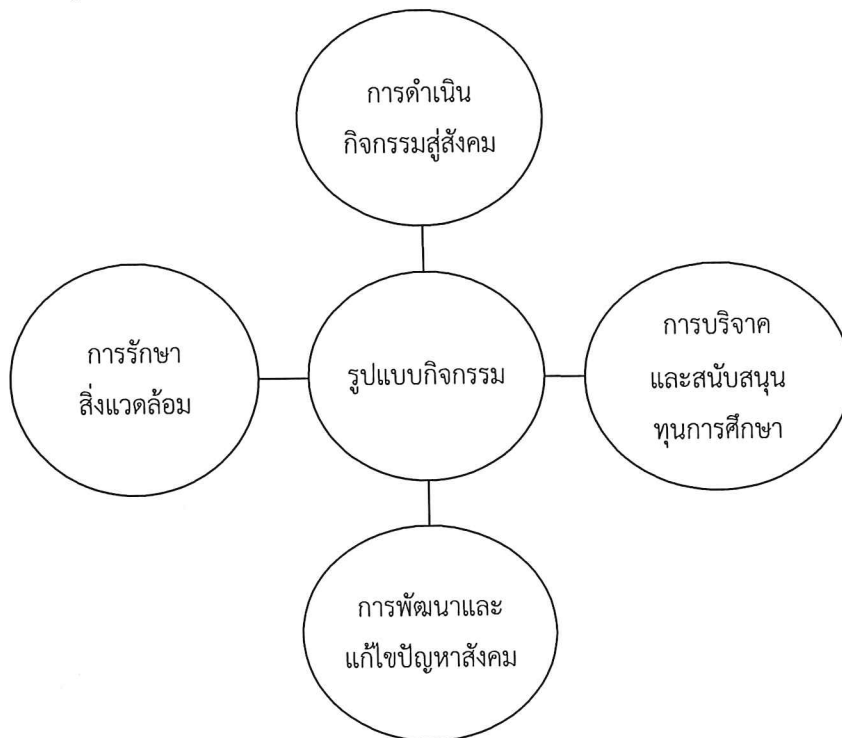 การดำเนิน
กิจกรรมสู่สังคม
การรักษา
สิ่งแวดล้อม
รูปแบบกิจกรรม
การบริจาค
และสนับสนุน
ทุนการศึกษา
การพัฒนาและ
แก้ไขปัญหาสังคม